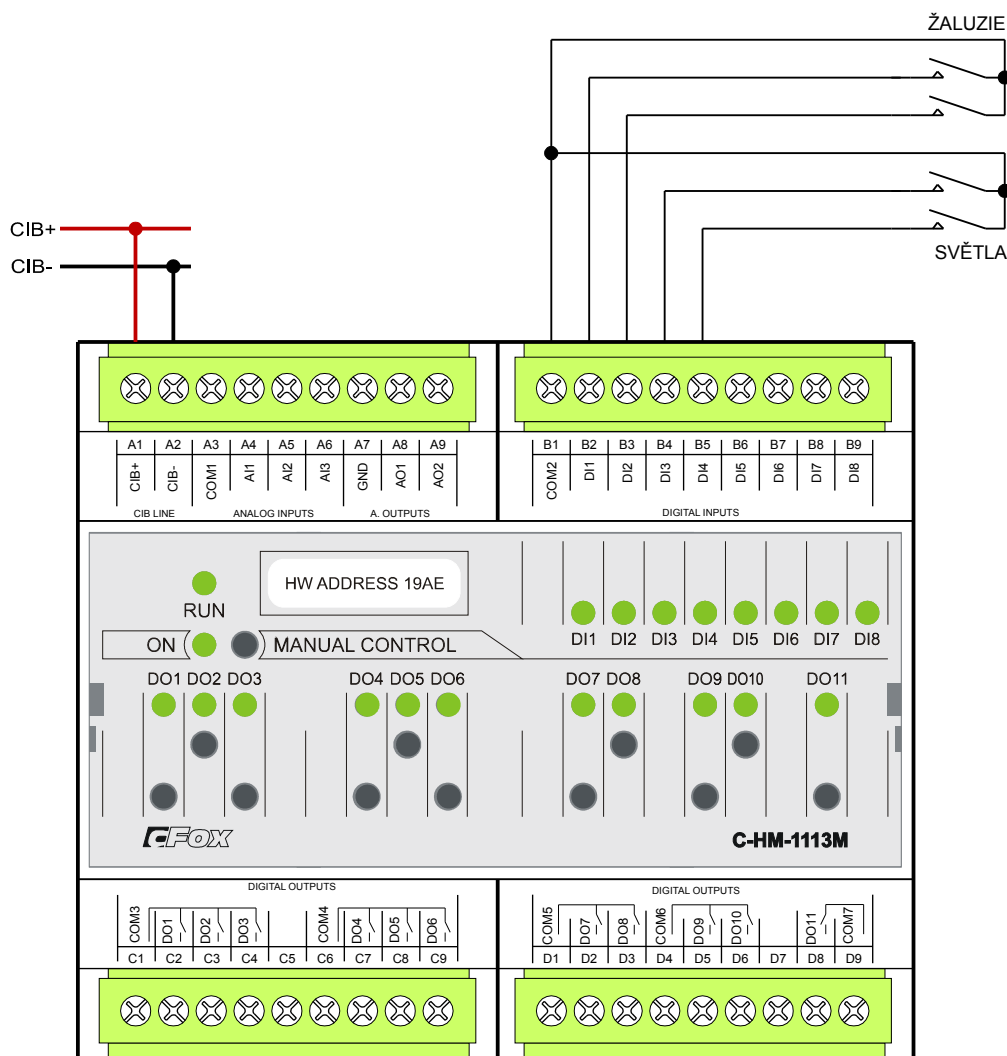 ŽALUZIE
SVĚTLA
CIB+
CIB-
A1 A2 A3 A4 A5 A6 A7 A8 A9
CIB+ CIB- COM1 AI1 AI2 AI3 GND AO1 AO2
CIB LINE ANALOG INPUTS A. OUTPUTS
B1 B2 B3 B4 B5 B6 B7 B8 B9
COM2 DI1 DI2 DI3 DI4 DI5 DI6 DI7 DI8
DIGITAL INPUTS
HW ADDRESS 19AE
RUN
DI1 DI2 DI3 DI4 DI5 DI6 DI7 DI8
ON MANUAL CONTROL
DO1 DO2 DO3 DO4 DO5 DO6 DO7 DO8 DO9 DO10 DO11
CFOX
C-HM-1113M
DIGITAL OUTPUTS
COM3 DO1 DO2 DO3 COM4 DO4 DO5 DO6
C1 C2 C3 C4 C5 C6 C7 C8 C9
DIGITAL OUTPUTS
COM5 DO7 DO8 COM6 DO9 DO10 DO11 COM7
D1 D2 D3 D4 D5 D6 D7 D8 D9